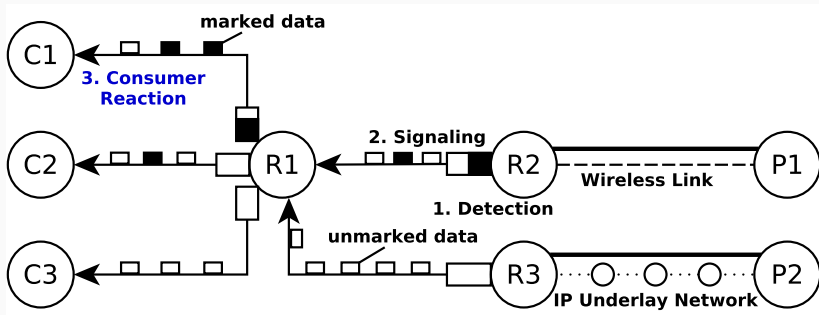 marked data
C1
3. Consumer
Reaction
2. Signaling
C2
R1
R2
P1
Wireless Link
1. Detection
unmarked data
C3
R3
P2
IP Underlay Network